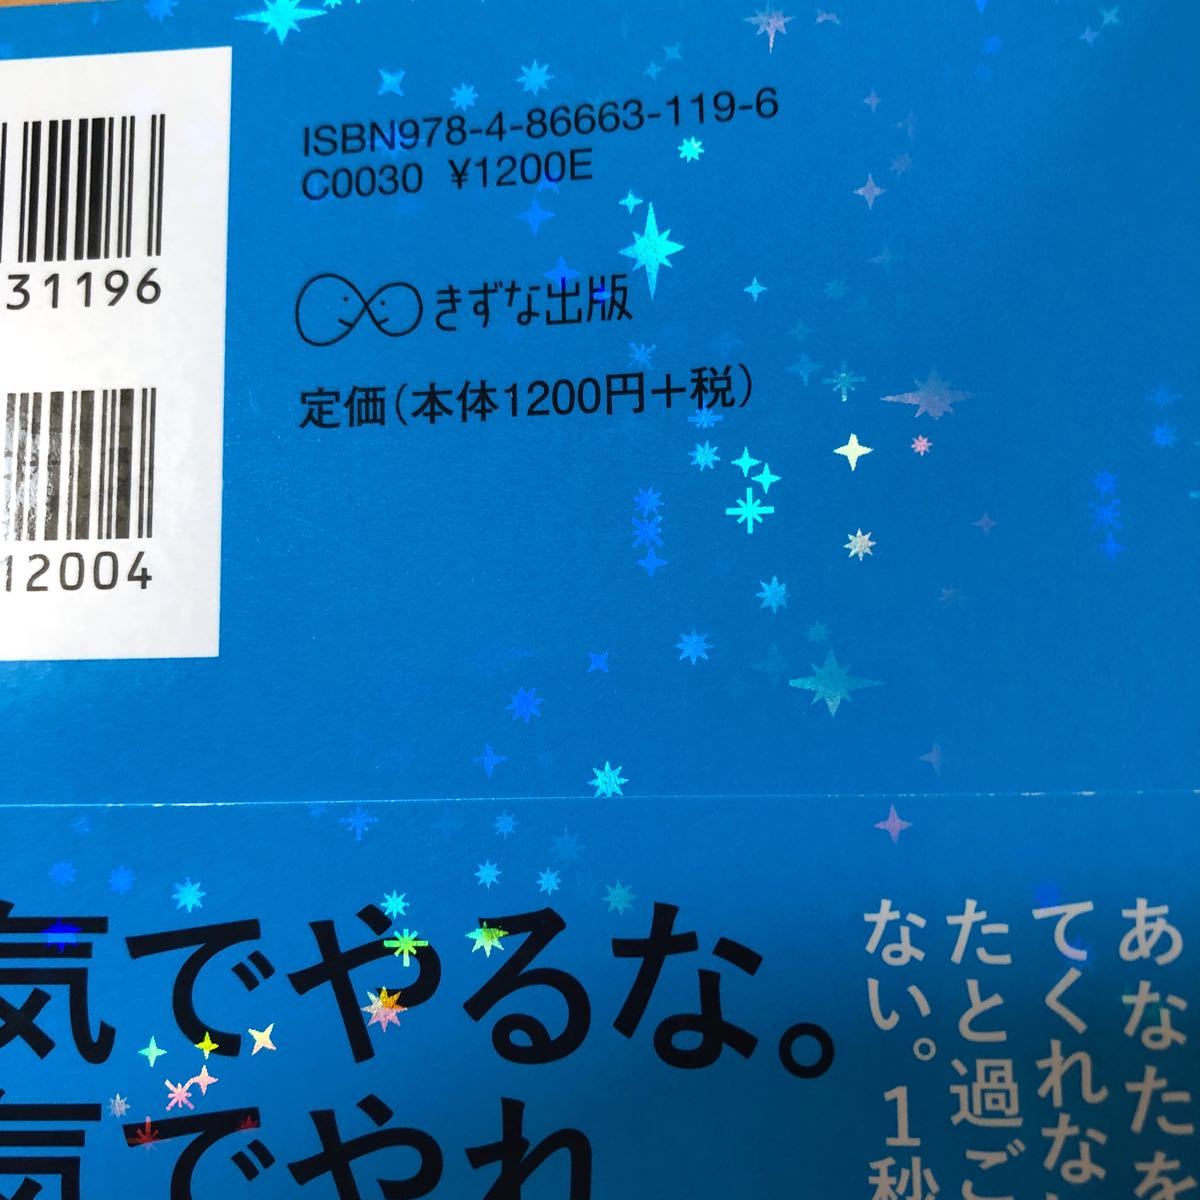 ISBN978-4-86663-119-6
C0030 ¥1200E
31196
きずな出版
定価(本体1200円+税)
12004
気でやるな。
気でやれ
あなたを
てくれな
たと過ご
ない。1秒